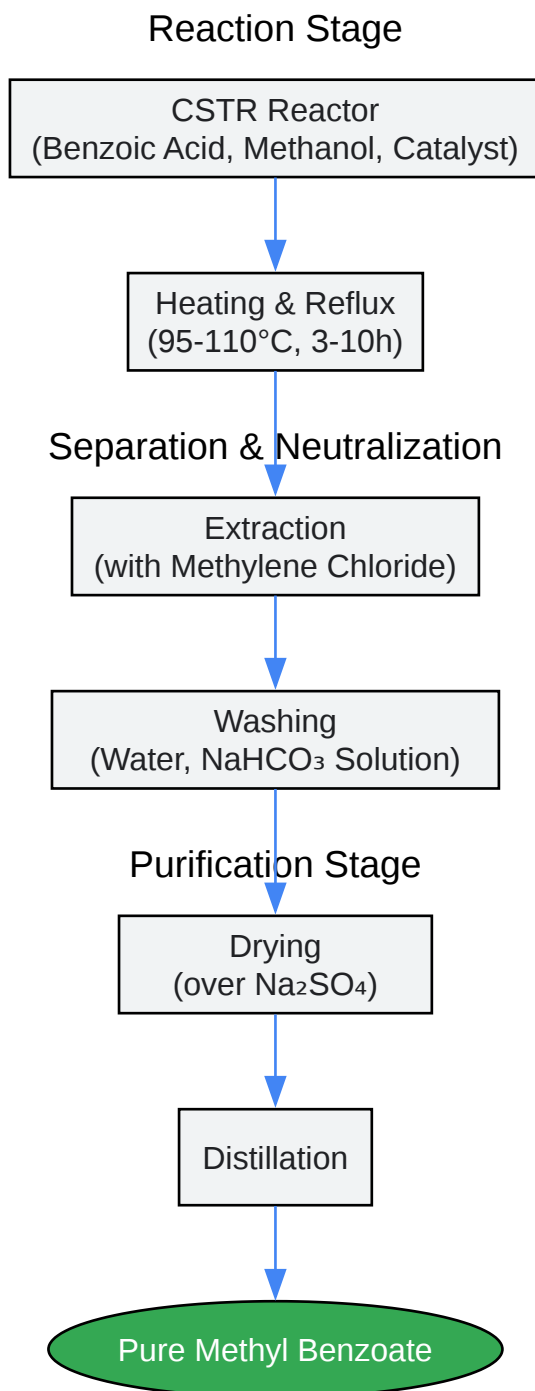 Reaction Stage
CSTR Reactor
(Benzoic Acid, Methanol, Catalyst)
Heating & Reflux
(95-110°C, 3-10h)
Separation & Neutralization
Extraction
(with Methylene Chloride)
Washing
(Water, NaHCO₃ Solution)
Purification Stage
Drying
(over Na₂SO₄)
Distillation
Pure Methyl Benzoate